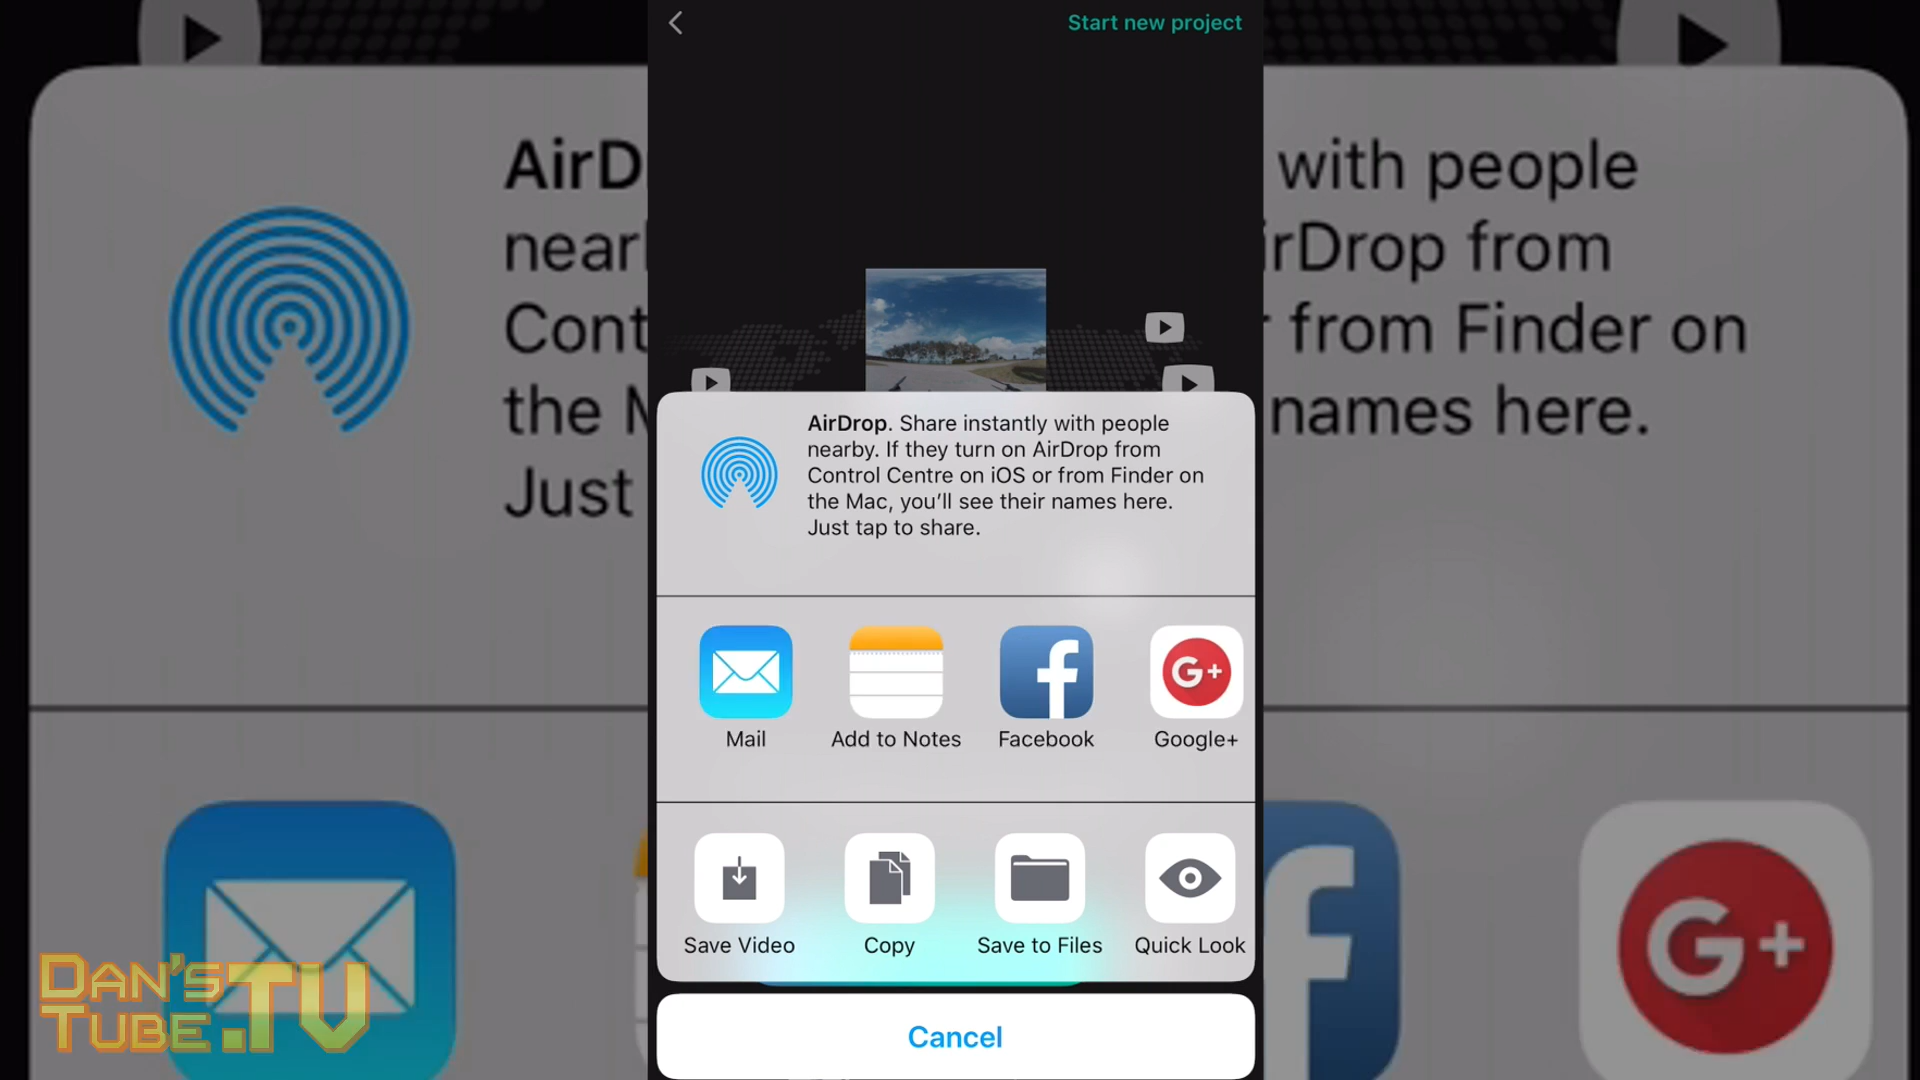 Start new project
AirD
with people
near
irDrop from
Cont
r from Finder on
the M
names here.
Just
AirDrop. Share instantly with people
nearby. If they turn on AirDrop from
Control Centre on iOS or from Finder on
the Mac, you'll see their names here.
Just tap to share.
Mail
Add to Notes
Facebook
G+
Google+
Save Video
Copy
Save to Files
Quick Look
Cancel
G+
DAN'S
TUBE.TV